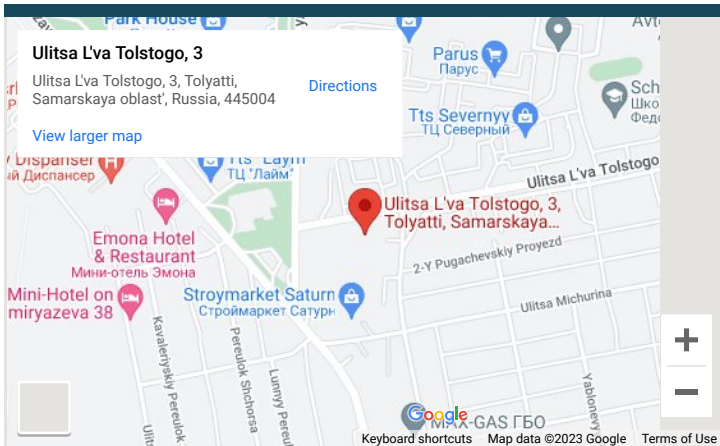 Park House
Ulitsa L'va Tolstogo, 3
Ulitsa L'va Tolstogo, 3, Tolyatti,
Samarskaya oblast', Russia, 445004
Directions
View larger map
Parus
Парус
Tts Severnyy
ТЦ Северный
Sch
Шко
Федо
Dispanser
Диспансер
Tts "Laym"
ТЦ "Лайм"
Ulitsa L'va Tolstogo
Ulitsa L'va Tolstogo, 3,
Tolyatti, Samarskaya...
Emona Hotel
& Restaurant
Мини-отель Эмона
2-Y Pugachevskiy Proyezd
Mini-Hotel on
miryazeva 38
Stroymarket Saturn
Строймаркет Сатурн
Ulitsa Michurina
Kavaleriyskiy Pereulok
Pereulok Shchorsa
Lunnyy Pereul
Yablonevy
MAX-GAS ГБО
Google
Keyboard shortcuts
Map data ©2023 Google
Terms of Use